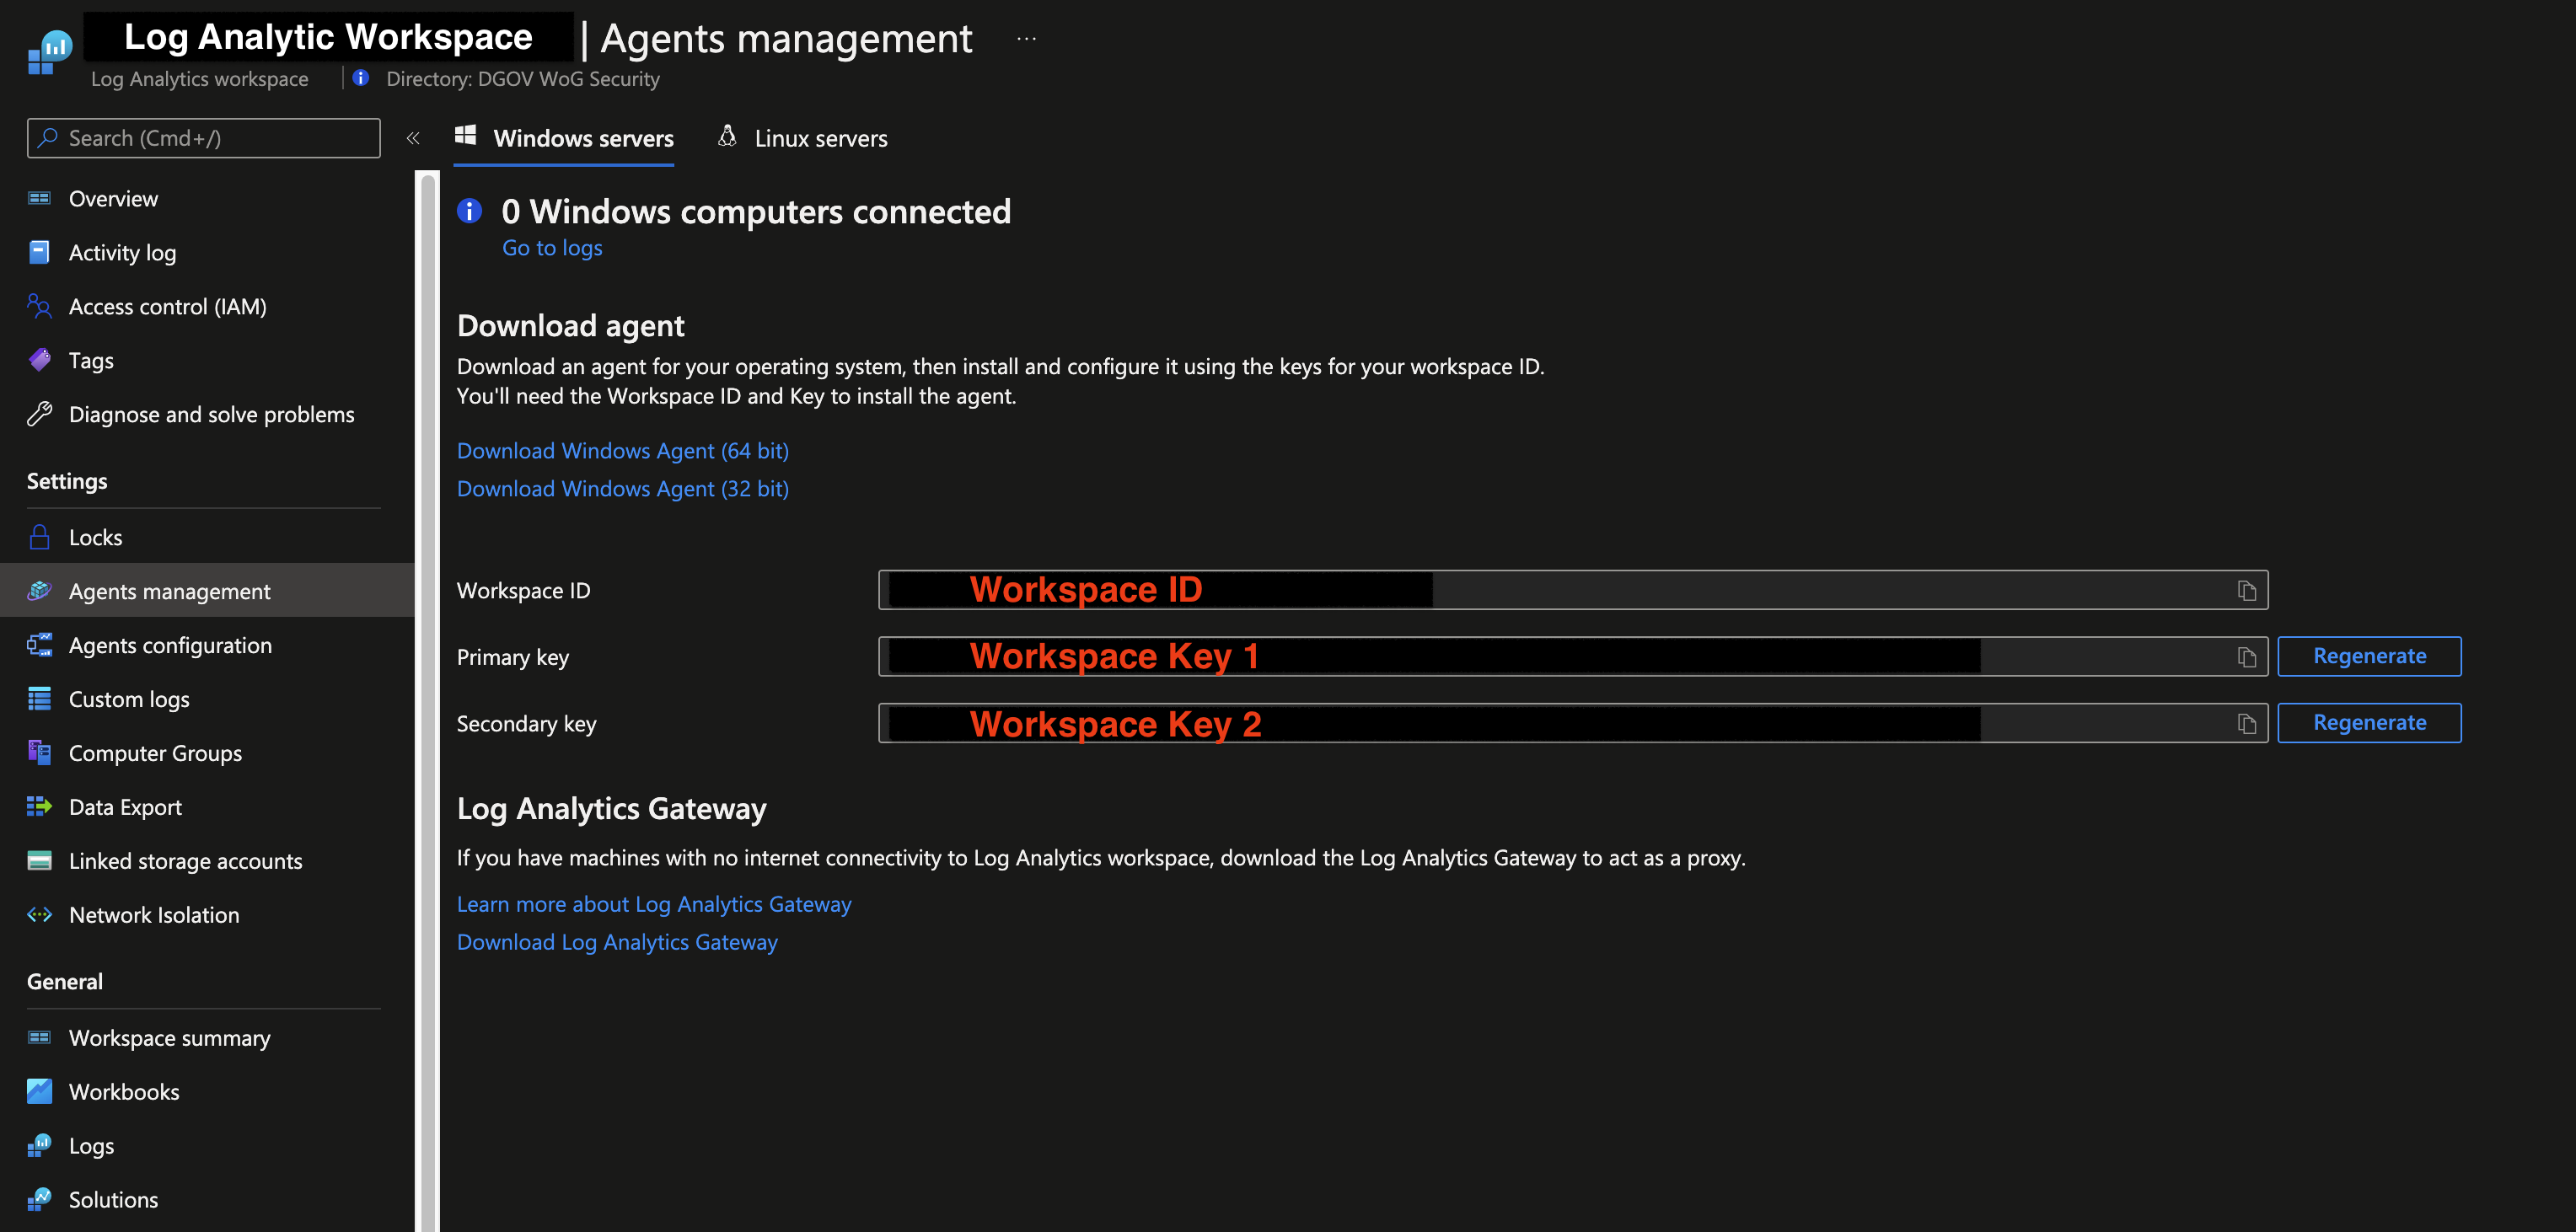 Log Analytic Workspace | Agents management ...
Log Analytics workspace | Directory: DGOV WoG Security
Search (Cmd+/)
«
Overview
Activity log
Access control (IAM)
Tags
Diagnose and solve problems
Settings
Locks
Agents management
Agents configuration
Custom logs
Computer Groups
Data Export
Linked storage accounts
Network Isolation
General
Workspace summary
Workbooks
Logs
Solutions
Windows servers
Linux servers
0 Windows computers connected
Go to logs
Download agent
Download an agent for your operating system, then install and configure it using the keys for your workspace ID.
You'll need the Workspace ID and Key to install the agent.
Download Windows Agent (64 bit)
Download Windows Agent (32 bit)
Workspace ID Workspace ID
Primary key Workspace Key 1 Regenerate
Secondary key Workspace Key 2 Regenerate
Log Analytics Gateway
If you have machines with no internet connectivity to Log Analytics workspace, download the Log Analytics Gateway to act as a proxy.
Learn more about Log Analytics Gateway
Download Log Analytics Gateway